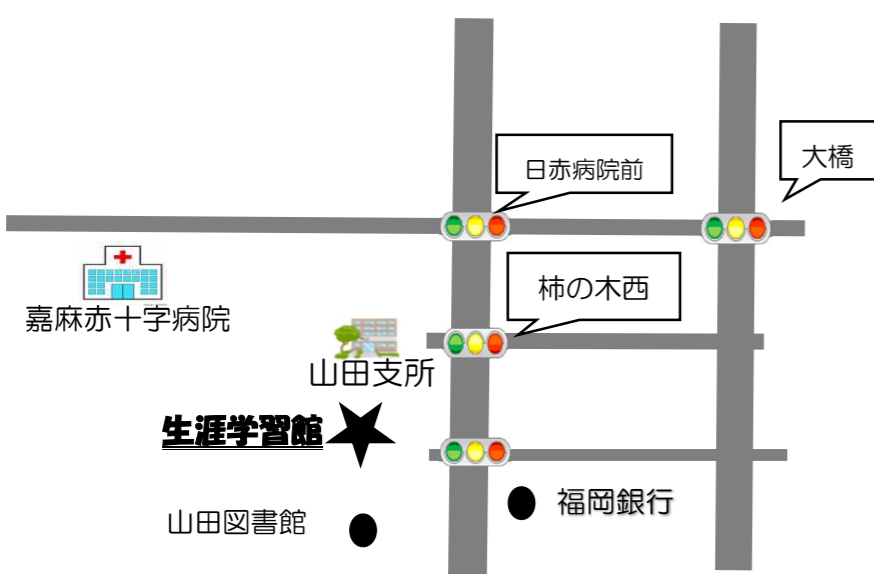 大橋
日赤病院前
柿の木西
嘉麻赤十字病院
山田支所
生涯学習館
福岡銀行
山田図書館